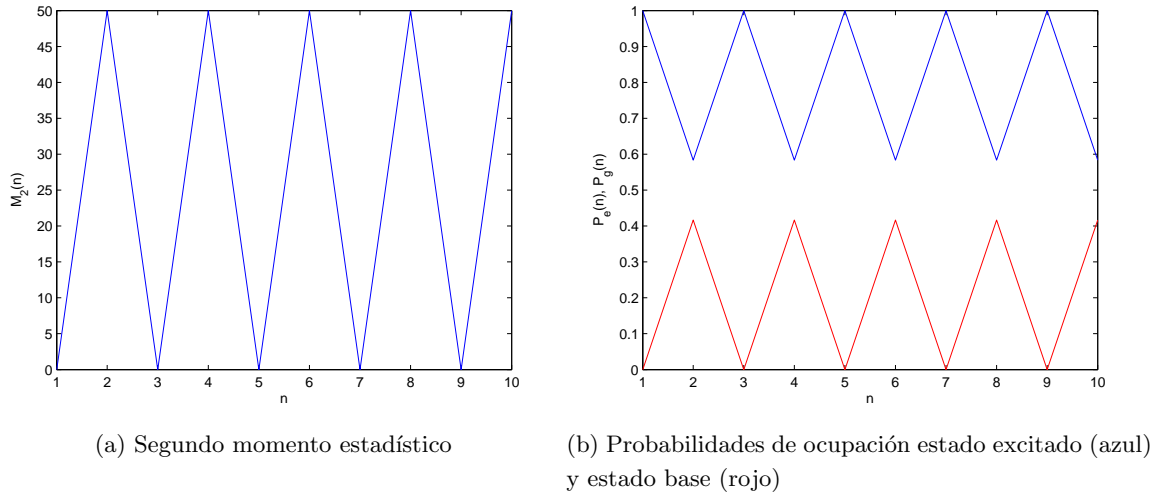 50
45
40
35
30
25
20
15
10
5
0
M_2(n)
1 2 3 4 5 6 7 8 9 10
n
(a) Segundo momento estadístico
1
0.9
0.8
0.7
0.6
0.5
0.4
0.3
0.2
0.1
0
P_e(n), P_g(n)
1 2 3 4 5 6 7 8 9 10
n
(b) Probabilidades de ocupación estado excitado (azul)
y estado base (rojo)